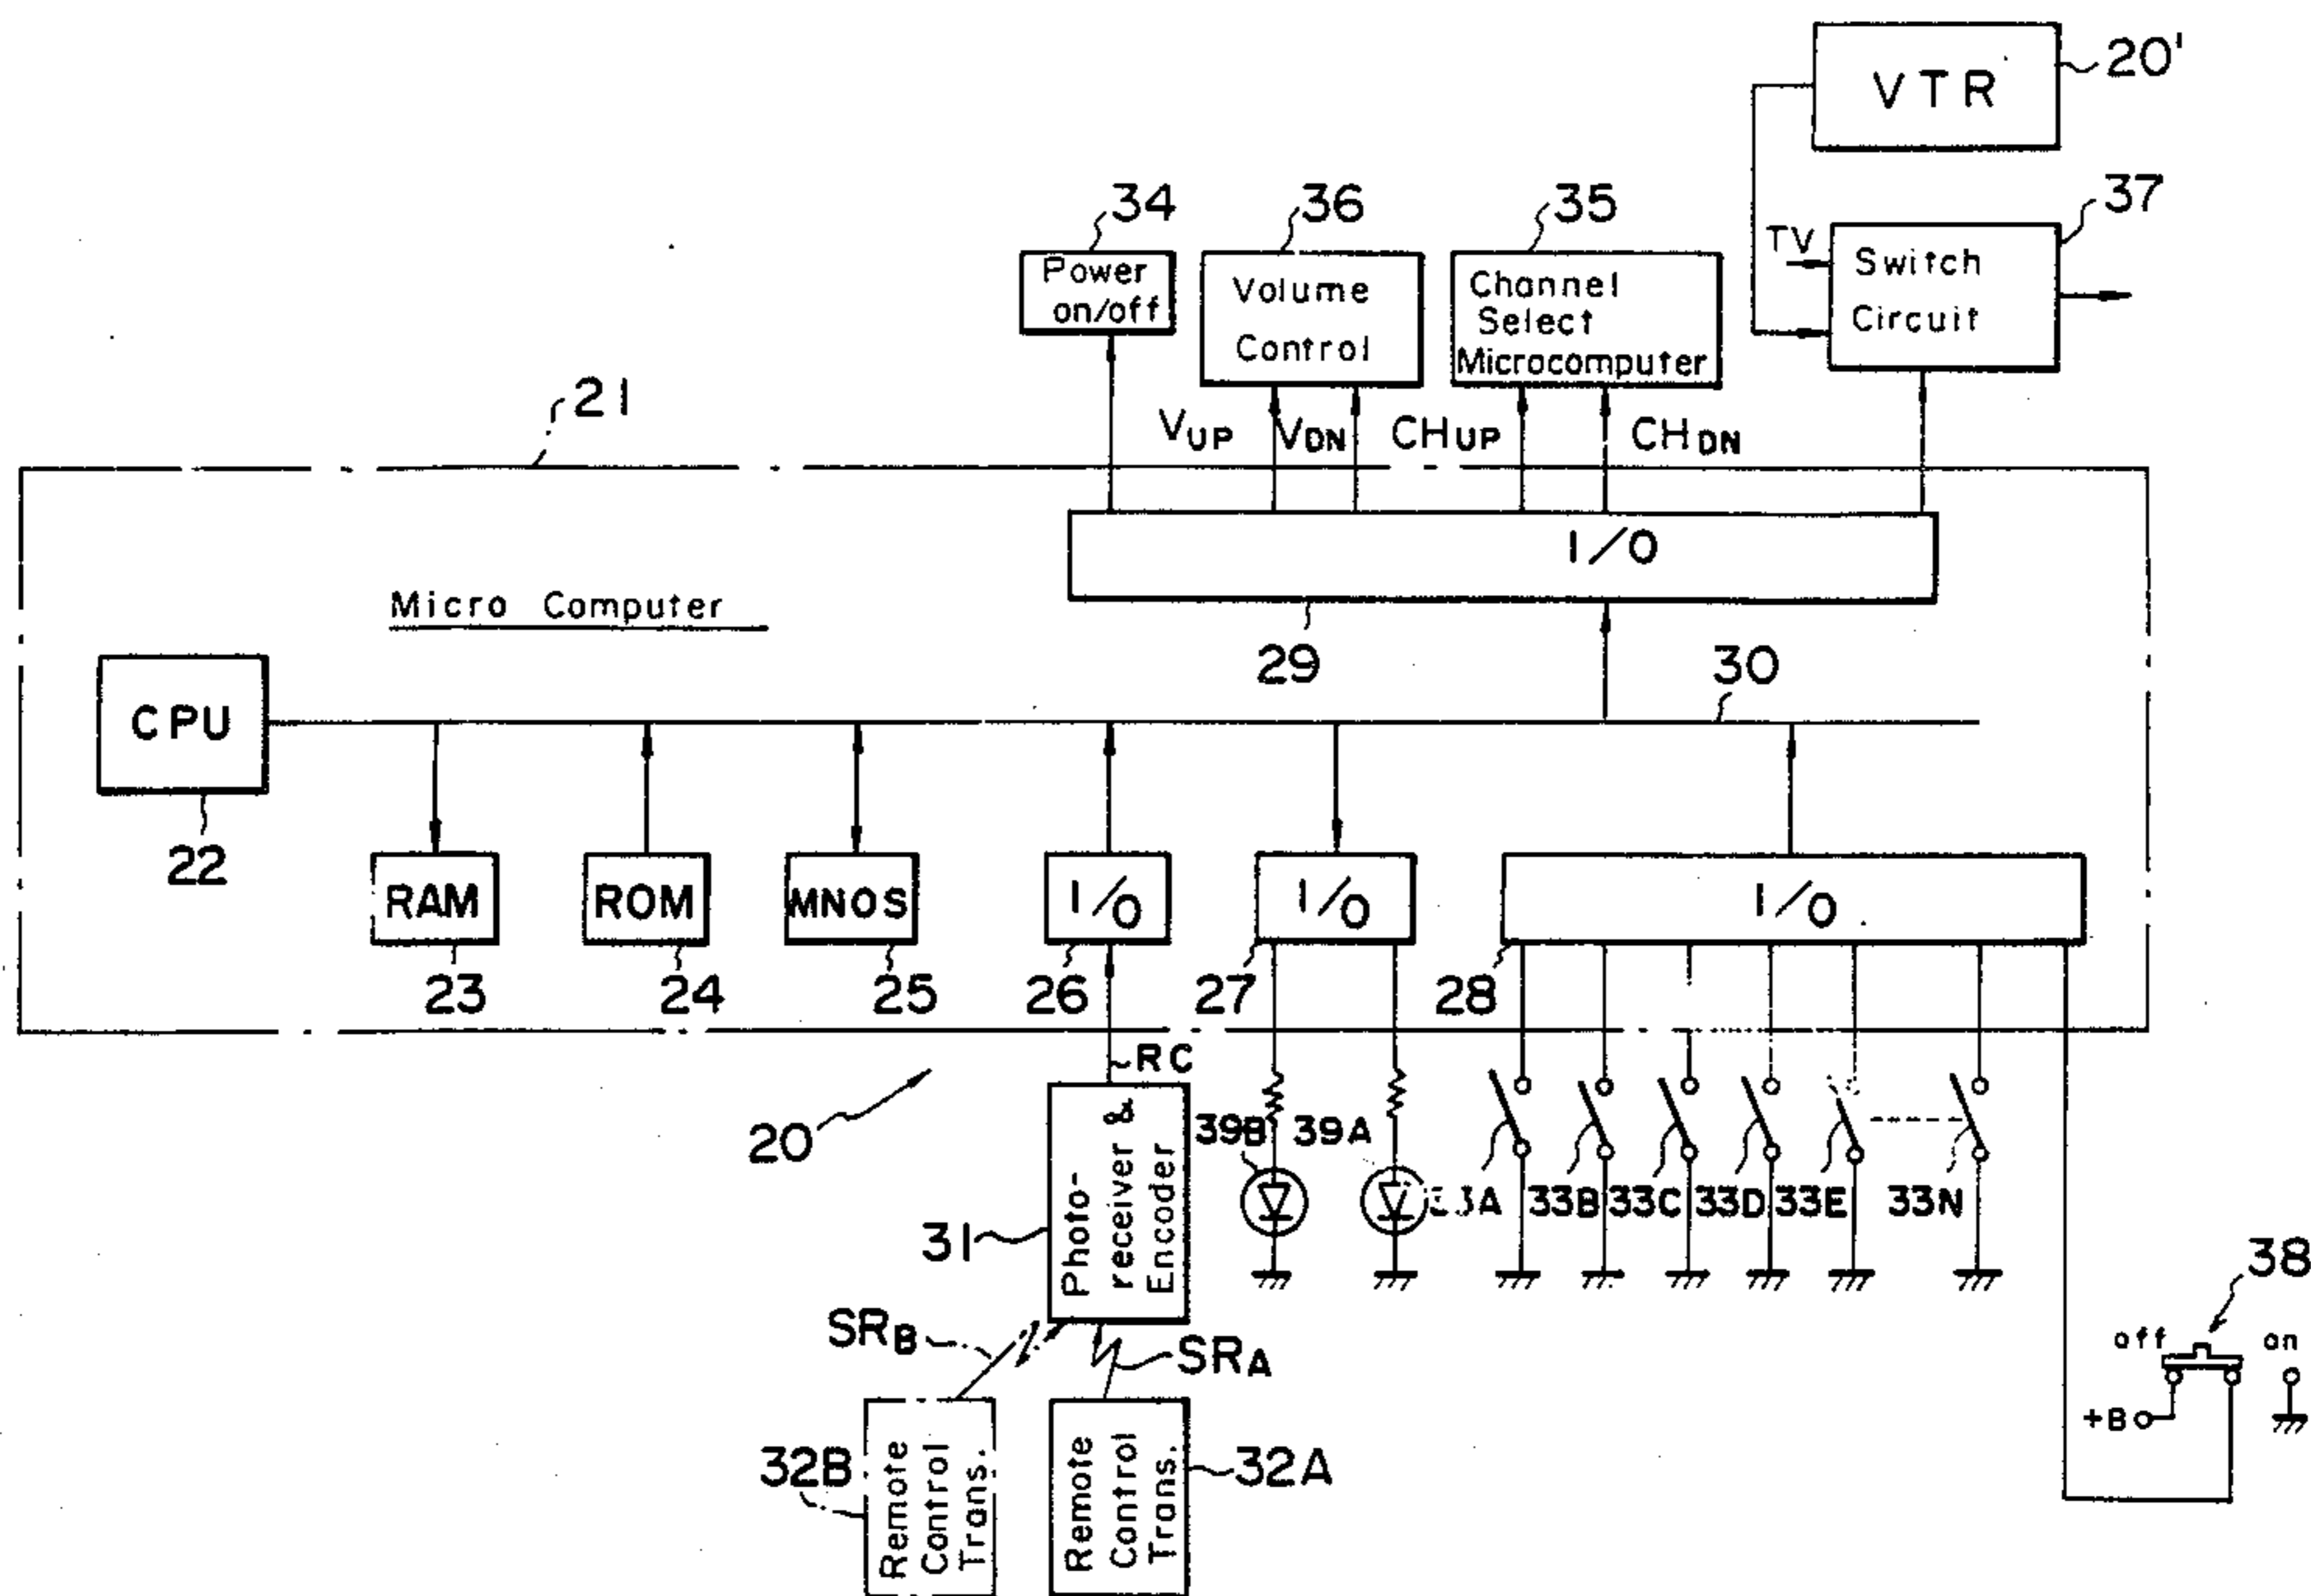 VTR
20'
34
36
35
37
Power
on/off
Volume
Control
Channel
Select
Microcomputer
TV
Switch
Circuit
21
VUP
VDN
CHUP
CHDN
I/O
Micro Computer
29
30
CPU
22
RAM
ROM
MNOS
I/O
I/O
I/O
23
24
25
26
27
28
RC
20
31
Photo-
receiver &
Encoder
39B
39A
33B
33C
33D
33E
33N
38
off
on
+B
SRB
SRA
32B
Remote
Control
Trans.
Remote
Control
Trans.
32A